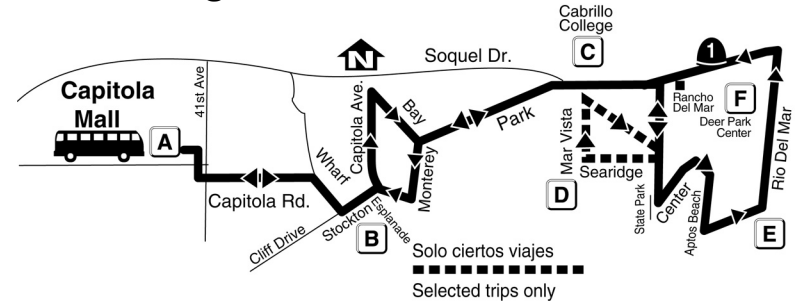 Cabrillo
College
C
N
Soquel Dr.
1
41st Ave
Capitola
Mall
A
Capitola Ave.
Bay
Park
Rancho
Del Mar
F
Deer Park
Center
Rio Del Mar
Mar Vista
Wharf
Monterey
Searidge
Capitola Rd.
D
State Park
Center
Aptos Beach
Stockton
Esplanade
B
E
Cliff Drive
Solo ciertos viajes
Selected trips only